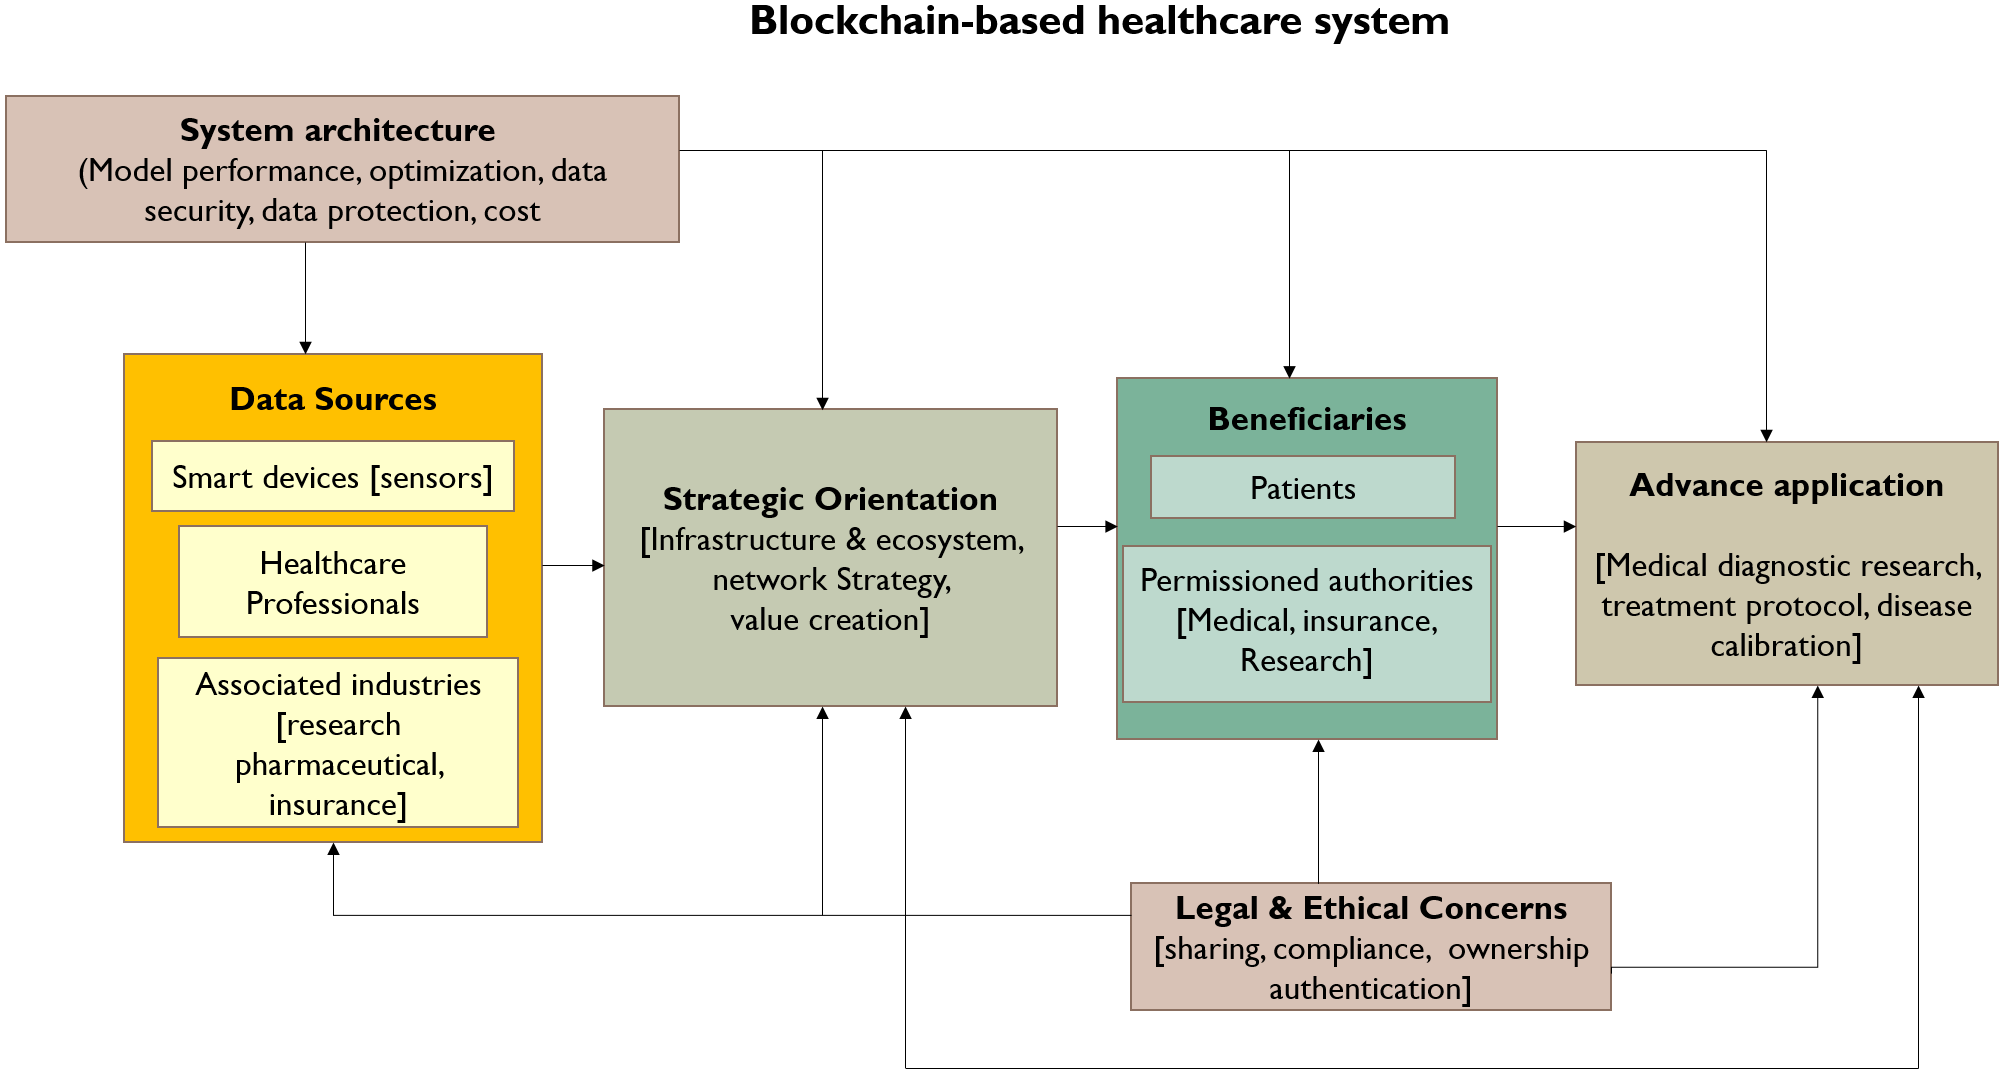 Blockchain-based healthcare system
System architecture
(Model performance, optimization, data
security, data protection, cost
Data Sources
Smart devices [sensors]
Healthcare
Professionals
Associated industries
[research
pharmaceutical,
insurance]
Strategic Orientation
[Infrastructure & ecosystem,
network Strategy,
value creation]
Beneficiaries
Patients
Permissioned authorities
[Medical, insurance,
Research]
Advance application
[Medical diagnostic research,
treatment protocol, disease
calibration]
Legal & Ethical Concerns
[sharing, compliance, ownership
authentication]